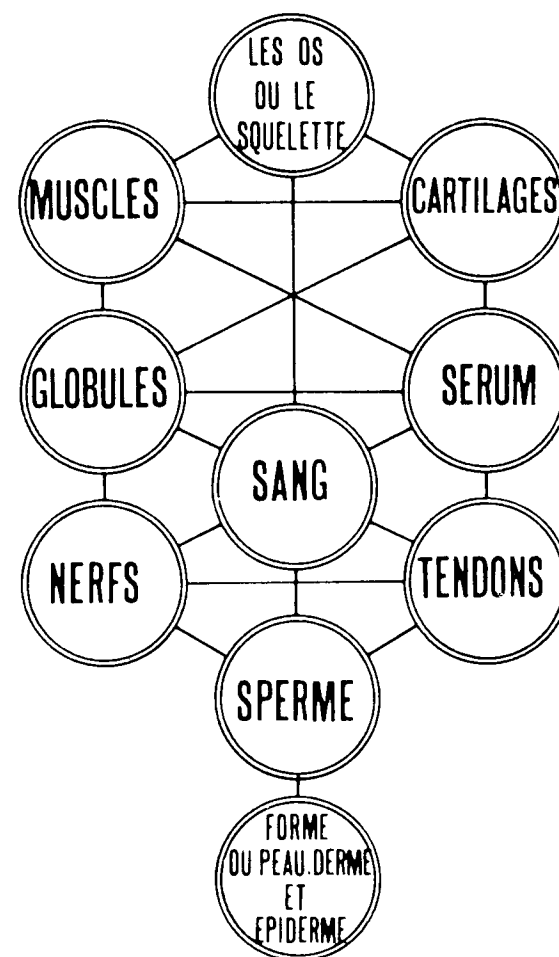 LES OS
OU LE
SQUELETTE
MUSCLES
CARTILAGES
GLOBULES
SERUM
SANG
NERFS
TENDONS
SPERME
FORME
OU PEAU.DERME
ET
EPIDERME